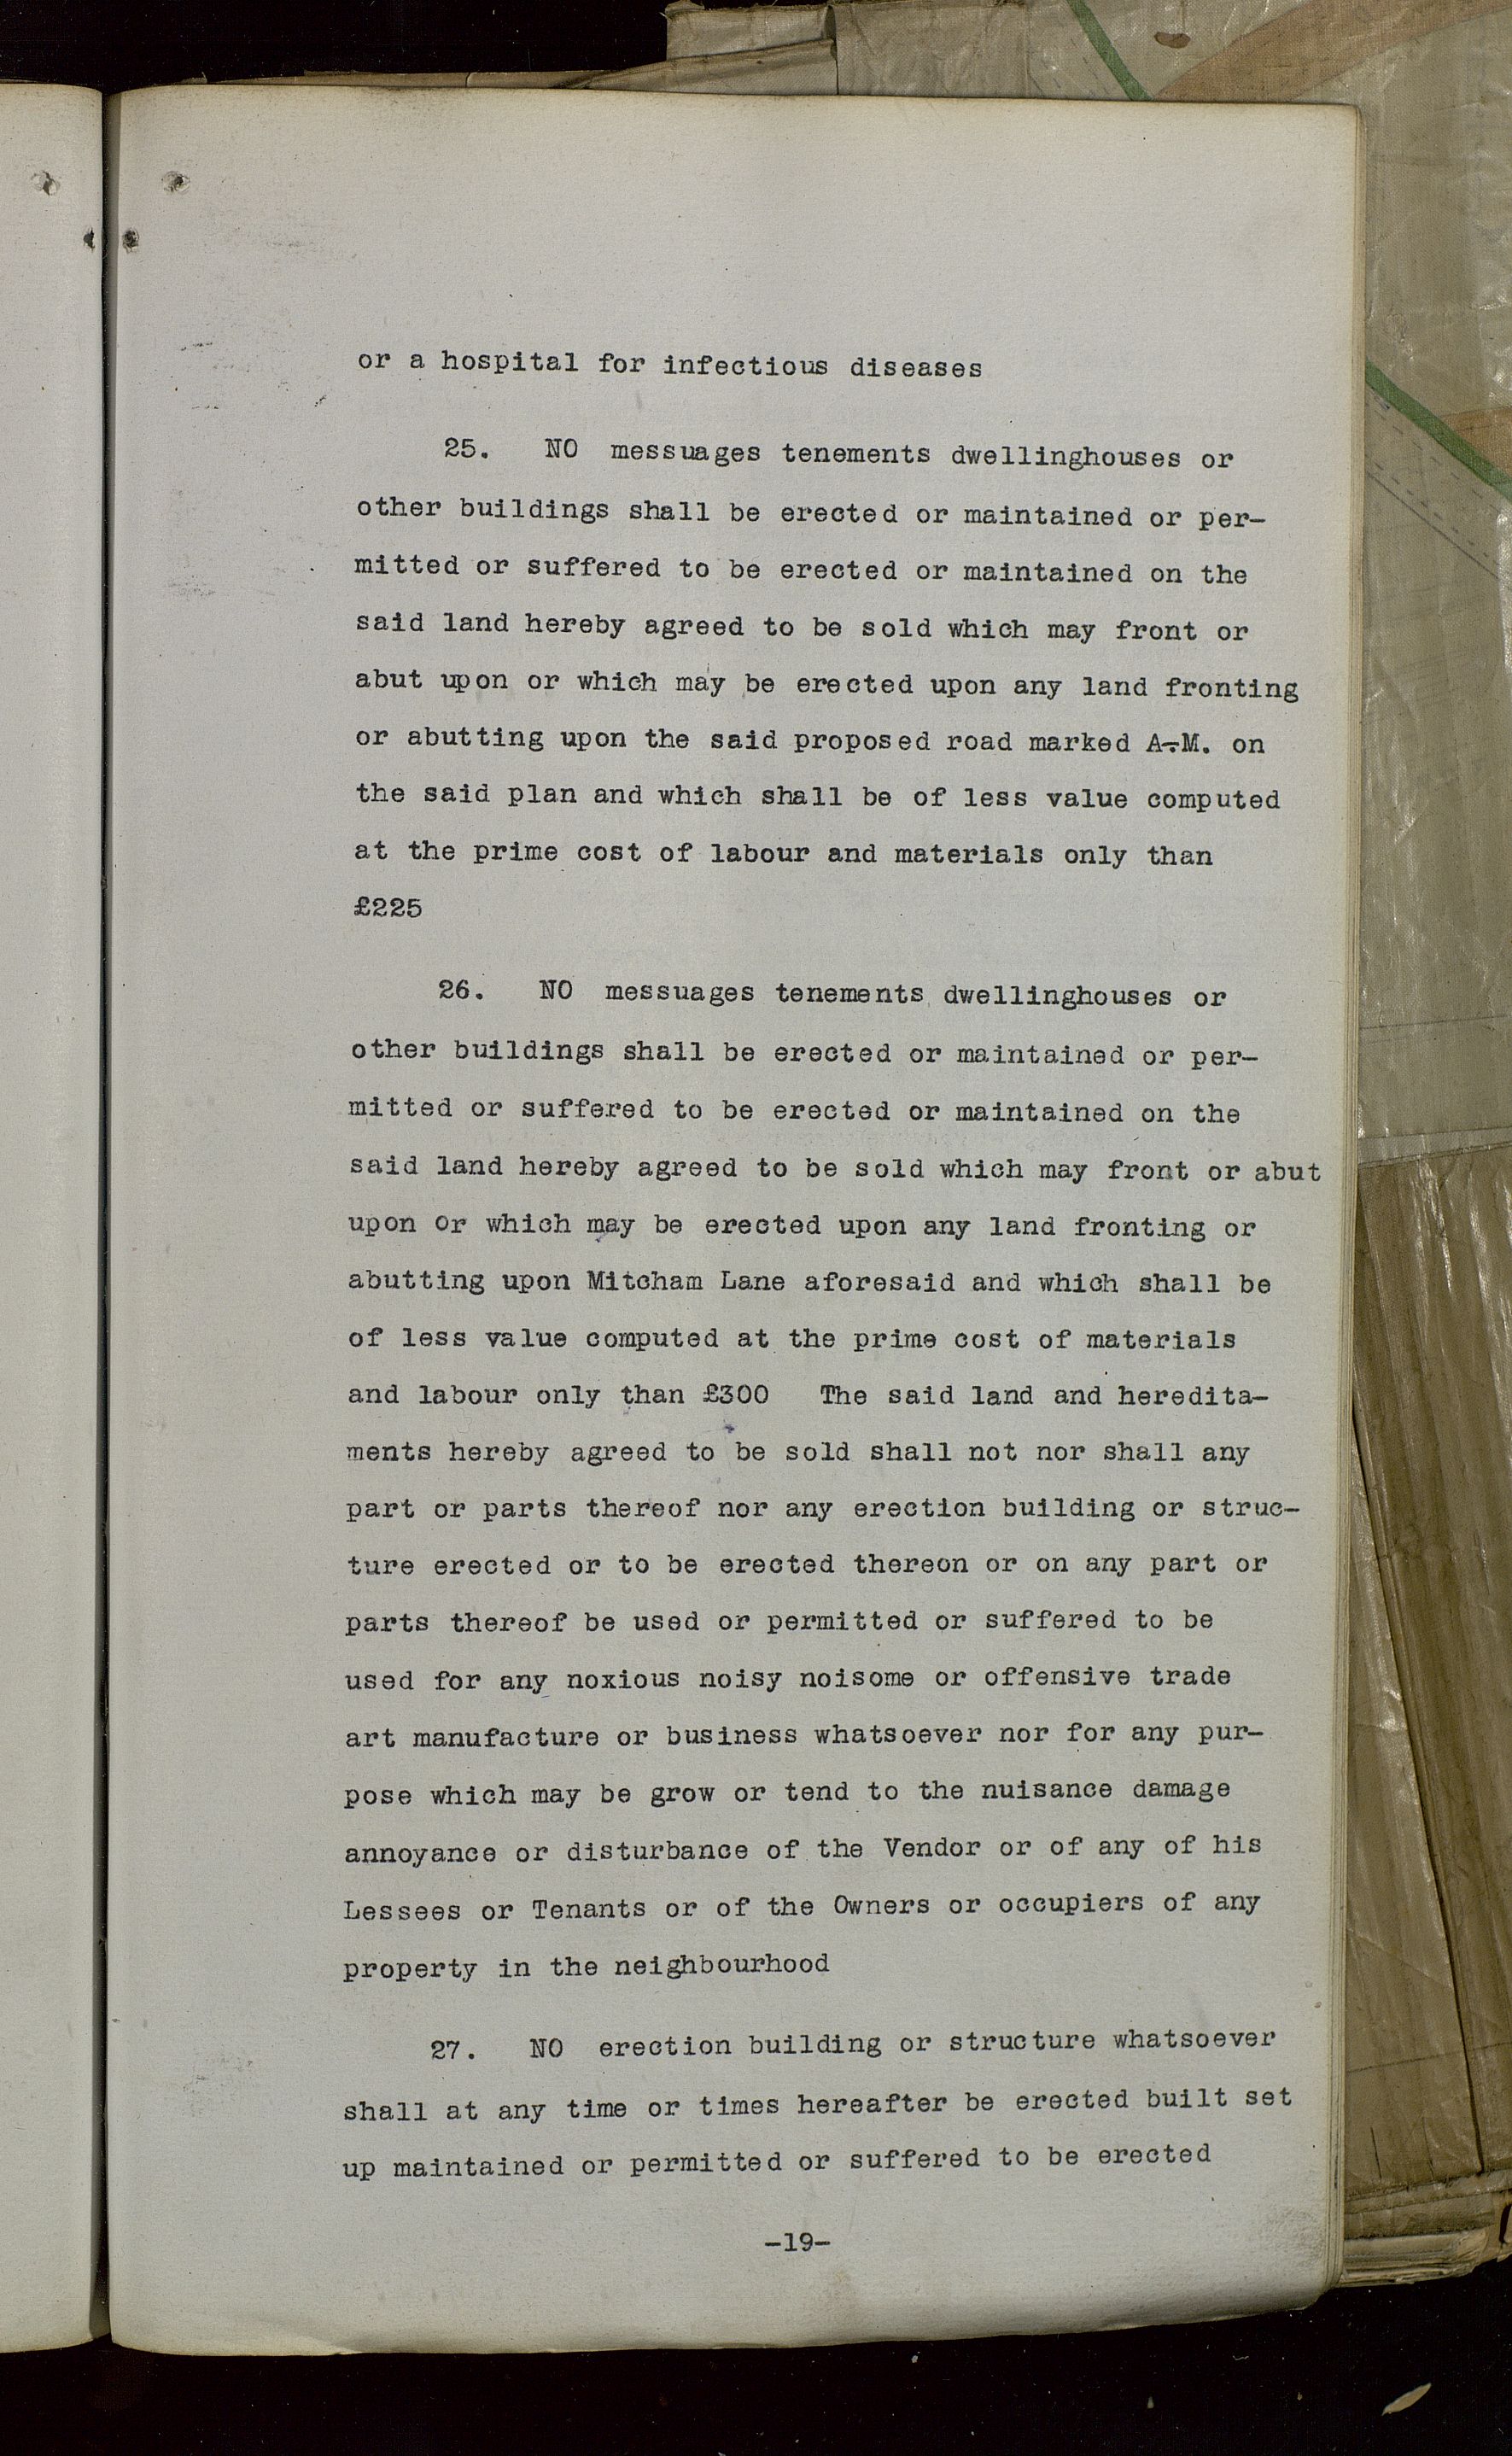 or a hospital for infectious diseases
25. NO messuages tenements dwellinghouses or
other buildings shall be erected or maintained or per-
mitted or suffered to be erected or maintained on the
said land hereby agreed to be sold which may front or
abut upon or which may be erected upon any land fronting
or abutting upon the said proposed road marked A-.M. on
the said plan and which shall be of less value computed
at the prime cost of labour and materials only than
£225
26. NO messuages tenements dwellinghouses or
other buildings shall be erected or maintained or per-
mitted or suffered to be erected or maintained on the
said land hereby agreed to be sold which may front or abut
upon or which may be erected upon any land fronting or
abutting upon Mitcham Lane aforesaid and which shall be
of less value computed at the prime cost of materials
and labour only than £300 The said land and heredita-
ments hereby agreed to be sold shall not nor shall any
part or parts thereof nor any erection building or struc-
ture erected or to be erected thereon or on any part or
parts thereof be used or permitted or suffered to be
used for any noxious noisy noisome or offensive trade
art manufacture or business whatsoever nor for any pur-
pose which may be grow or tend to the nuisance damage
annoyance or disturbance of the Vendor or of any of his
Lessees or Tenants or of the Owners or occupiers of any
property in the neighbourhood
27. NO erection building or structure whatsoever
shall at any time or times hereafter be erected built set
up maintained or permitted or suffered to be erected
-19-